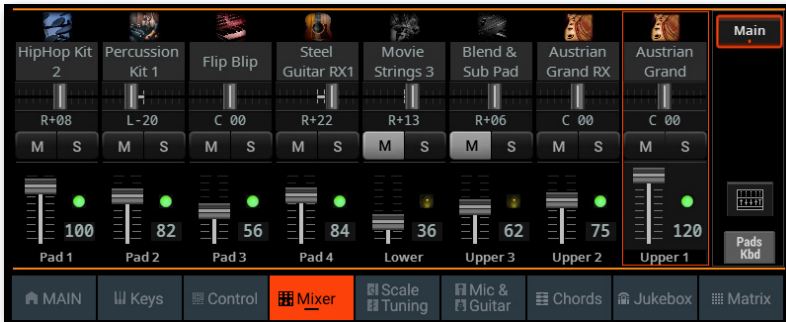 HipHop Kit Percussion Flip Blip Steel Movie Blend & Austrian Austrian Main
2 Kit 1 Guitar RX1 Strings 3 Sub Pad Grand RX Grand
R+08 L-20 C 00 R+22 R+13 R+06 C 00 C 00
M S M S M S M S M S M S M S M S
100 82 56 84 36 62 75 120
Pad 1 Pad 2 Pad 3 Pad 4 Lower Upper 3 Upper 2 Upper 1
Pads
Kbd
MAIN Keys Control Mixer Scale Tuning Mic & Guitar Chords Jukebox Matrix